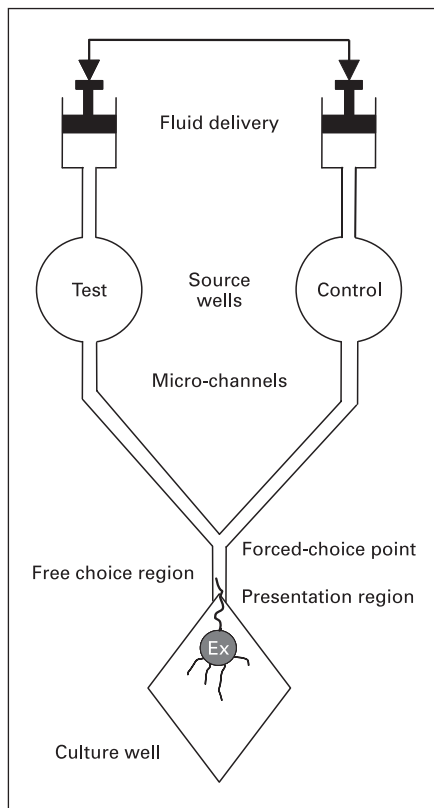 Fluid delivery
Test
Source
wells
Control
Micro-channels
Forced-choice point
Free choice region
Presentation region
Ex
Culture well